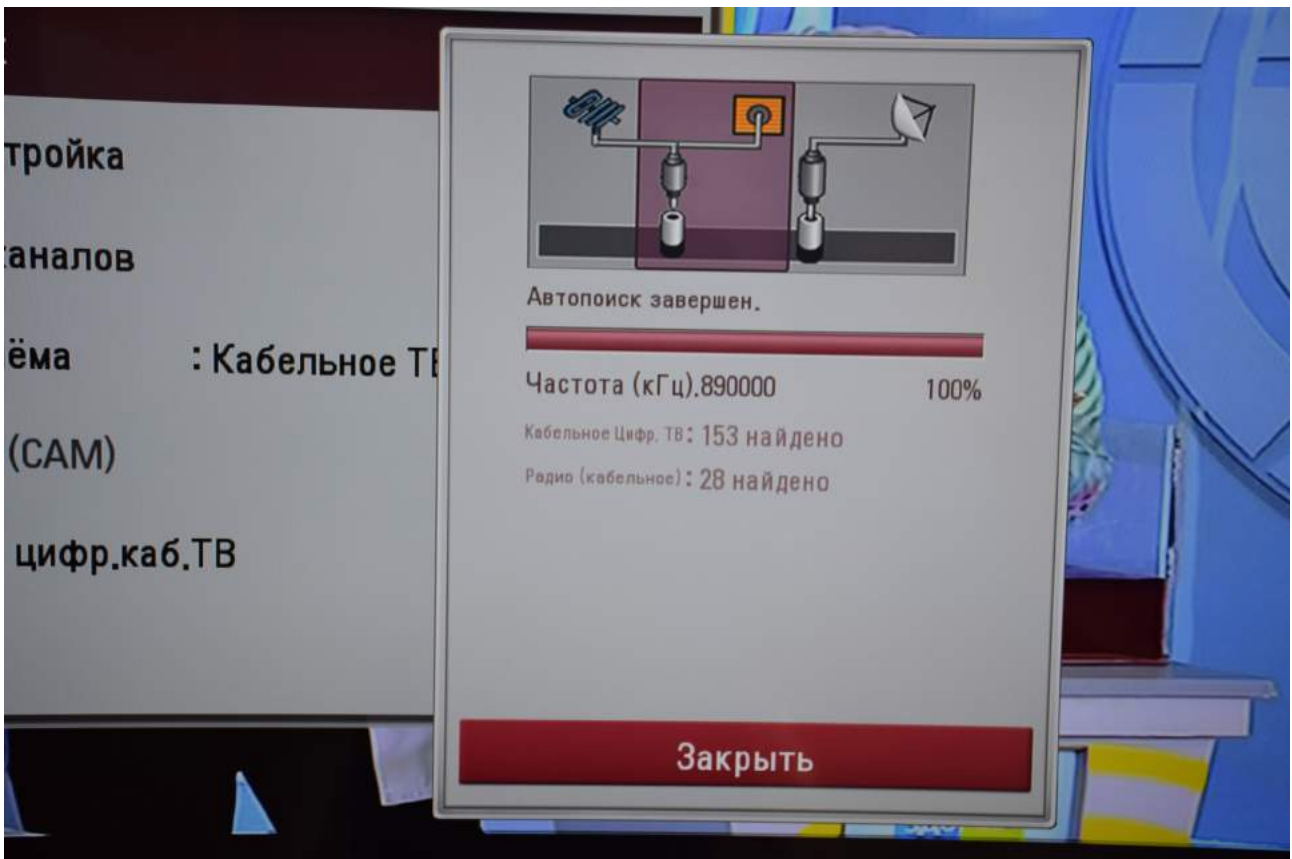 тройка
аналов
ёма : Кабельное ТВ
(CAM)
цифр.каб.ТВ
Автопоиск завершен.
Частота (кГц).890000 100%
Кабельное Цифр. ТВ: 153 найдено
Радио (кабельное): 28 найдено
Закрыть